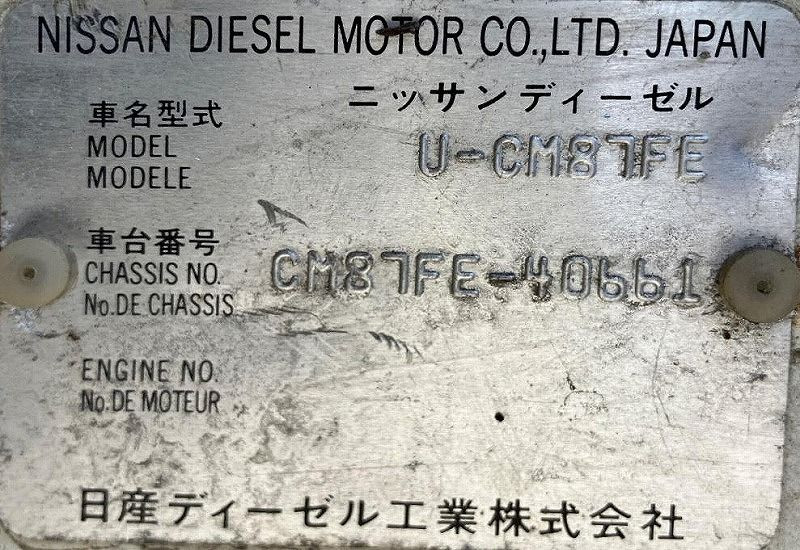 NISSAN DIESEL MOTOR CO.,LTD. JAPAN
ニッサンディーゼル
車名型式
MODEL
MODELE
U-CM87FE
車台番号
CHASSIS NO.
No.DE CHASSIS
CM87FE-40661
ENGINE NO.
No.DE MOTEUR
日産ディーゼル工業株式会社